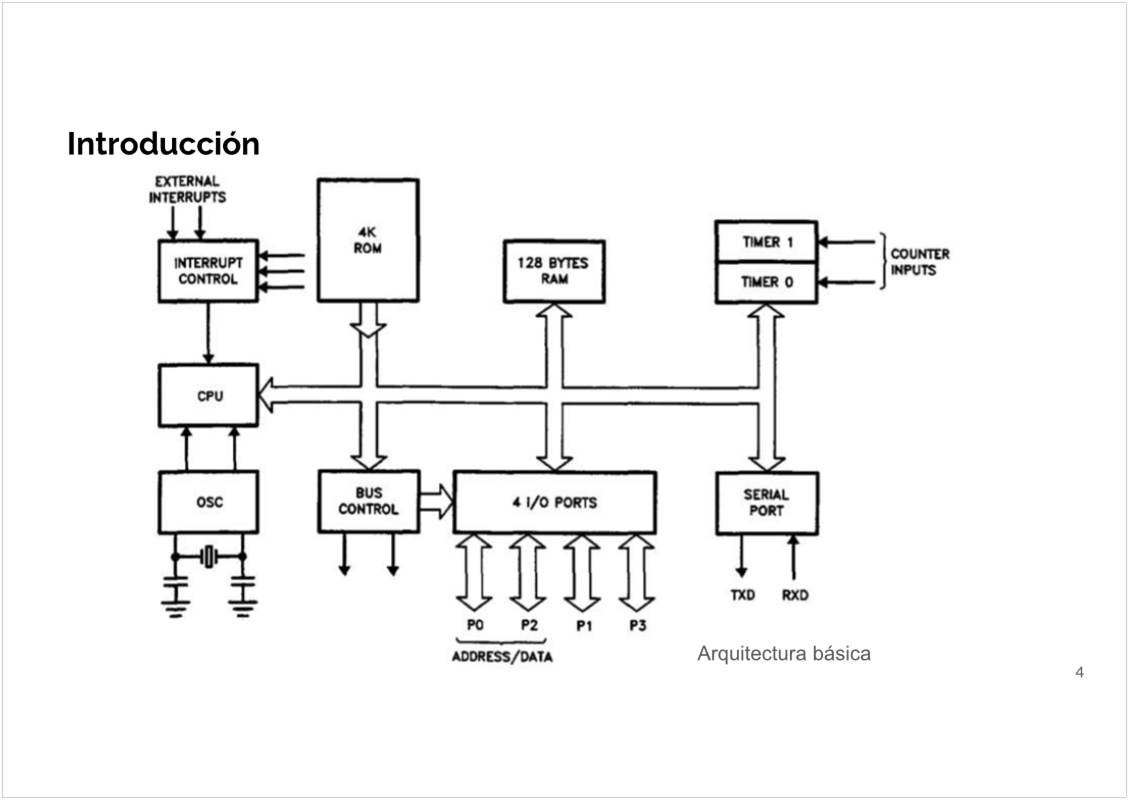 Introducción
EXTERNAL
INTERRUPTS
4K
ROM
INTERRUPT
CONTROL
128 BYTES
RAM
TIMER 1
TIMER 0
COUNTER
INPUTS
CPU
OSC
BUS
CONTROL
4 I/O PORTS
SERIAL
PORT
TXD
RXD
P0
P2
P1
P3
ADDRESS/DATA
Arquitectura básica
4